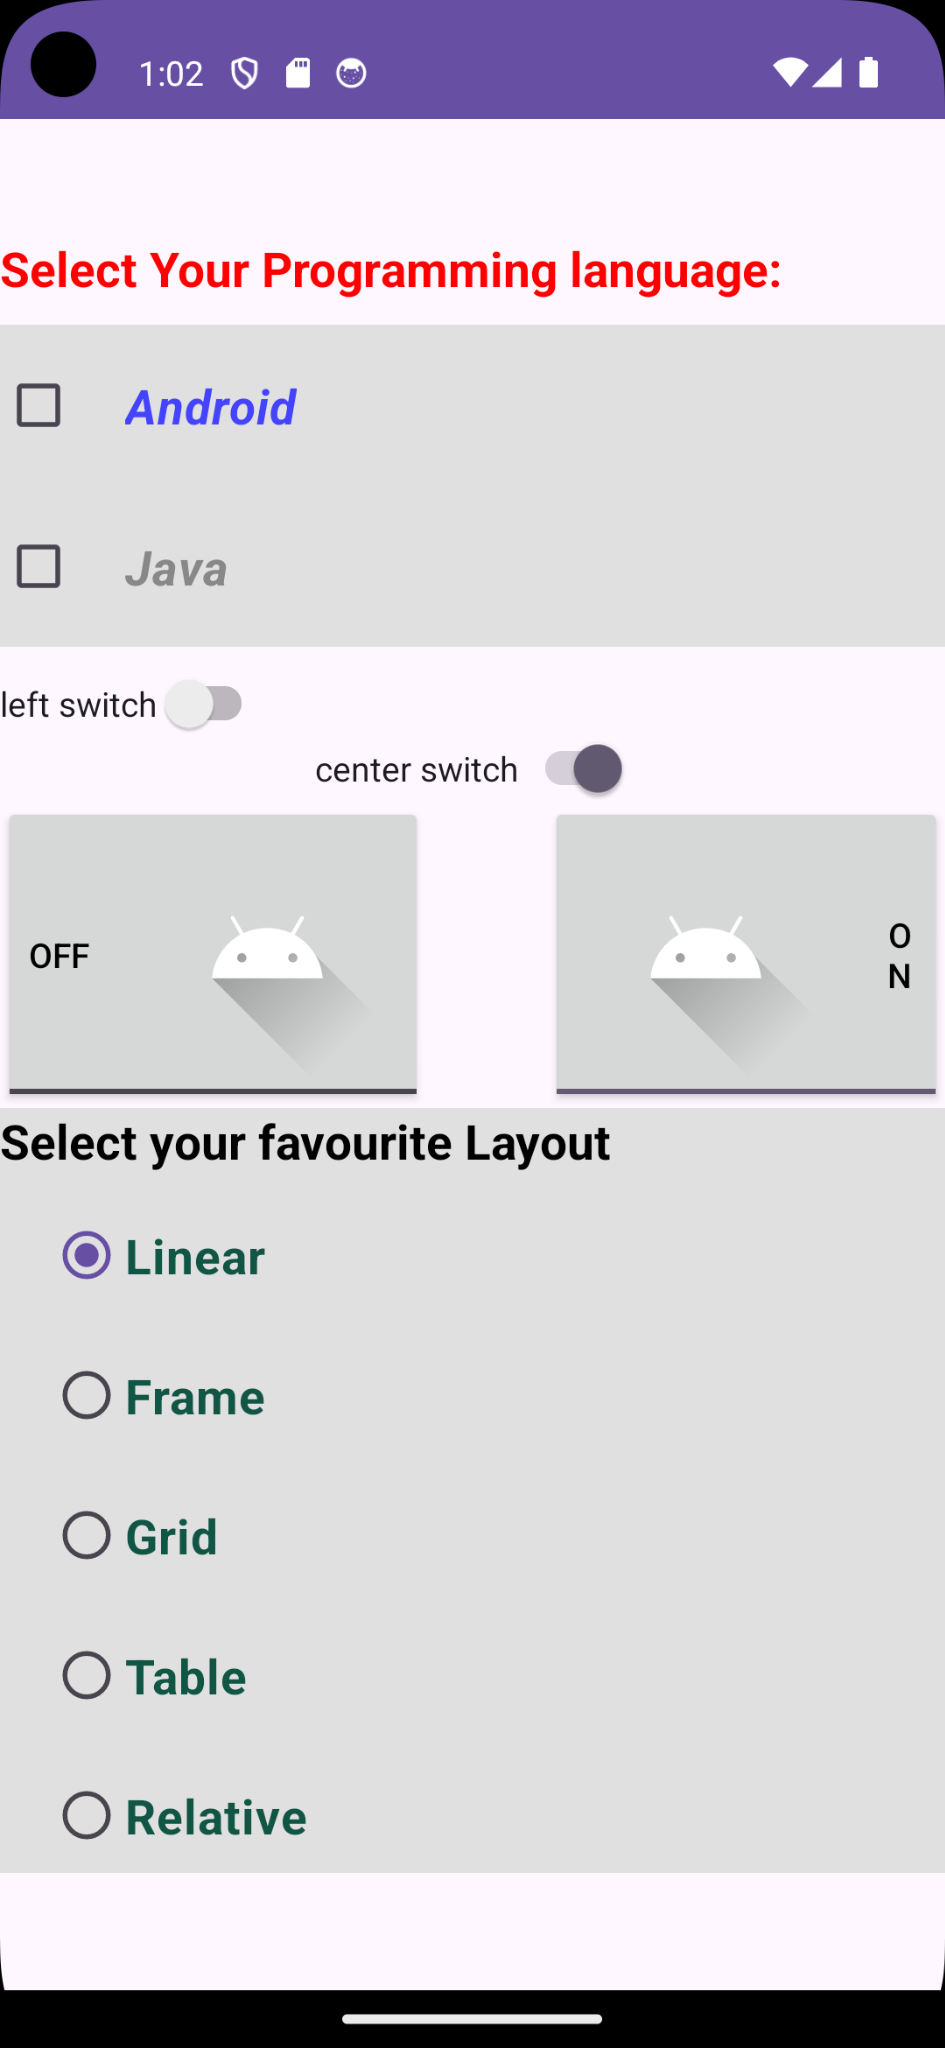 1:02
Select Your Programming language:
Android
Java
left switch
center switch
OFF
O
N
Select your favourite Layout
Linear
Frame
Grid
Table
Relative